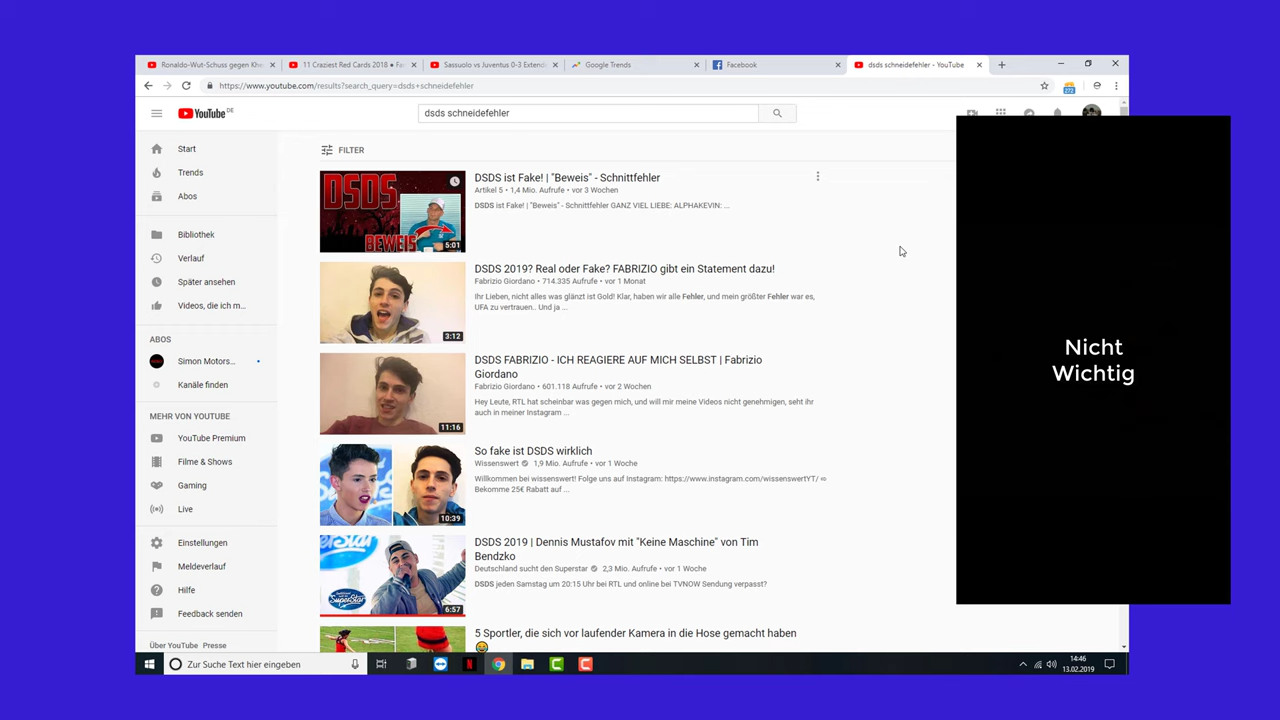 Ronaldo-Wut-Schuss gegen Khe
11 Craziest Red Cards 2018 ● Fa
Sassuolo vs Juventus 0-3 Extend
Google Trends
Facebook
dsds schneidefehler - YouTube
https://www.youtube.com/results?search_query=dsds+schneidefehler
YouTube DE
dsds schneidefehler
Start
Trends
Abos
Bibliothek
Verlauf
Später ansehen
Videos, die ich m...
ABOS
Simon Motors...
Kanäle finden
MEHR VON YOUTUBE
YouTube Premium
Filme & Shows
Gaming
Live
Einstellungen
Meldeverlauf
Hilfe
Feedback senden
Über YouTube Presse
FILTER
DSDS
BEWEIS
5:01
DSDS ist Fake! | "Beweis" - Schnittfehler
Artikel 5 • 1,4 Mio. Aufrufe • vor 3 Wochen
DSDS ist Fake! | "Beweis" - Schnittfehler GANZ VIEL LIEBE: ALPHAKEVIN: ...
3:12
DSDS 2019? Real oder Fake? FABRIZIO gibt ein Statement dazu!
Fabrizio Giordano • 714.335 Aufrufe • vor 1 Monat
Ihr Lieben, nicht alles was glänzt ist Gold! Klar, haben wir alle Fehler, und mein größter Fehler war es,
UFA zu vertrauen.. Und ja ...
11:16
DSDS FABRIZIO - ICH REAGIERE AUF MICH SELBST | Fabrizio
Giordano
Fabrizio Giordano • 601.118 Aufrufe • vor 2 Wochen
Hey Leute, RTL hat scheinbar was gegen mich, und will mir meine Videos nicht genehmigen, seht ihr
auch in meiner Instagram ...
10:39
So fake ist DSDS wirklich
Wissenswert 1,9 Mio. Aufrufe • vor 1 Woche
Willkommen bei wissenswert! Folge uns auf Instagram: https://www.instagram.com/wissenswertYT/
Bekomme 25€ Rabatt auf ...
SUPERSTAR
6:57
DSDS 2019 | Dennis Mustafov mit "Keine Maschine" von Tim
Bendzko
Deutschland sucht den Superstar 2,3 Mio. Aufrufe • vor 1 Woche
DSDS jeden Samstag um 20:15 Uhr bei RTL und online bei TVNOW Sendung verpasst?
5 Sportler, die sich vor laufender Kamera in die Hose gemacht haben
Nicht
Wichtig
Zur Suche Text hier eingeben
14:46
13.02.2019